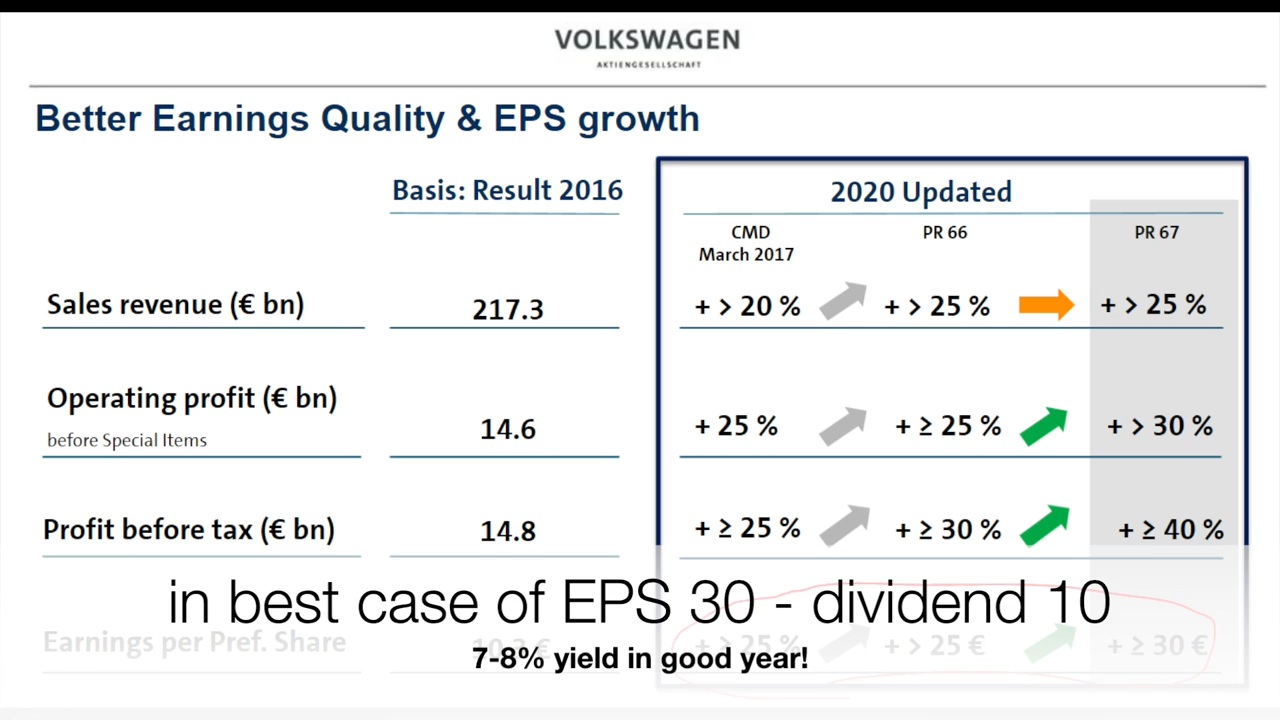 VOLKSWAGEN
AKTIENGESELLSCHAFT
Better Earnings Quality & EPS growth
Basis: Result 2016
2020 Updated
CMD
March 2017
PR 66
PR 67
Sales revenue (€ bn) 217.3 + > 20 % + > 25 % + > 25 %
Operating profit (€ bn)
before Special Items
14.6 + 25 % + ≥ 25 % + > 30 %
Profit before tax (€ bn) 14.8 + ≥ 25 % + ≥ 30 % + ≥ 40 %
in best case of EPS 30 - dividend 10
Earnings per Pref. Share + ≥ 25 % + > 25 € + ≥ 30 €
7-8% yield in good year!